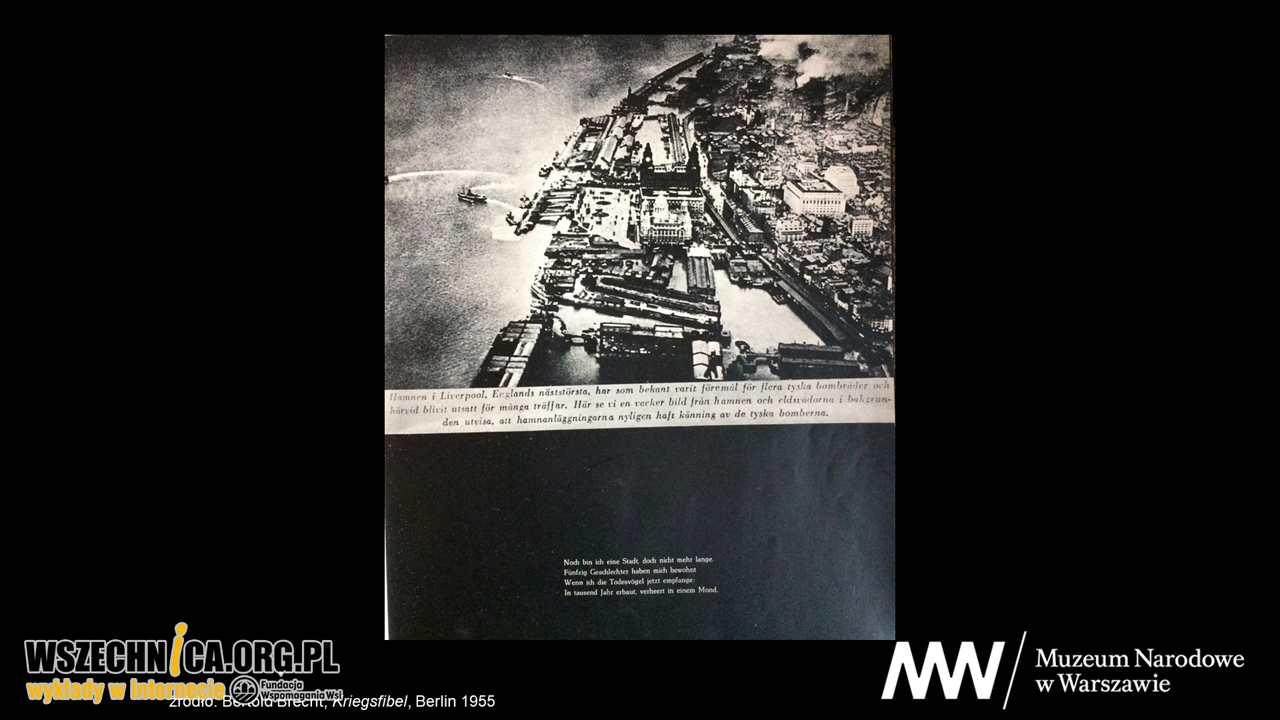 Hamnen i Liverpool, Englands näststörsta, har som bekant varit föremål för flera tyska bombräder och
härvid blivit utsatt för många träffar. Här se vi en vacker bild från hamnen och eldsvådorna i bakgrun-
den utvisa, att hamnanläggningarna nyligen haft känning av de tyska bomberna.
Noch bin ich eine Stadt, doch nicht mehr lange.
Fünfzig Geschlechter haben mich bewohnt
Wenn ich die Todesvögel jetzt empfange:
In tausend Jahr erbaut, verheert in einem Mond.
WSZECHNICA.ORG.PL
wykłady w internecie
Fundacja
Wspomagania Wsi
źródło: Bertold Brecht, Kriegsfibel, Berlin 1955
Muzeum Narodowe
w Warszawie